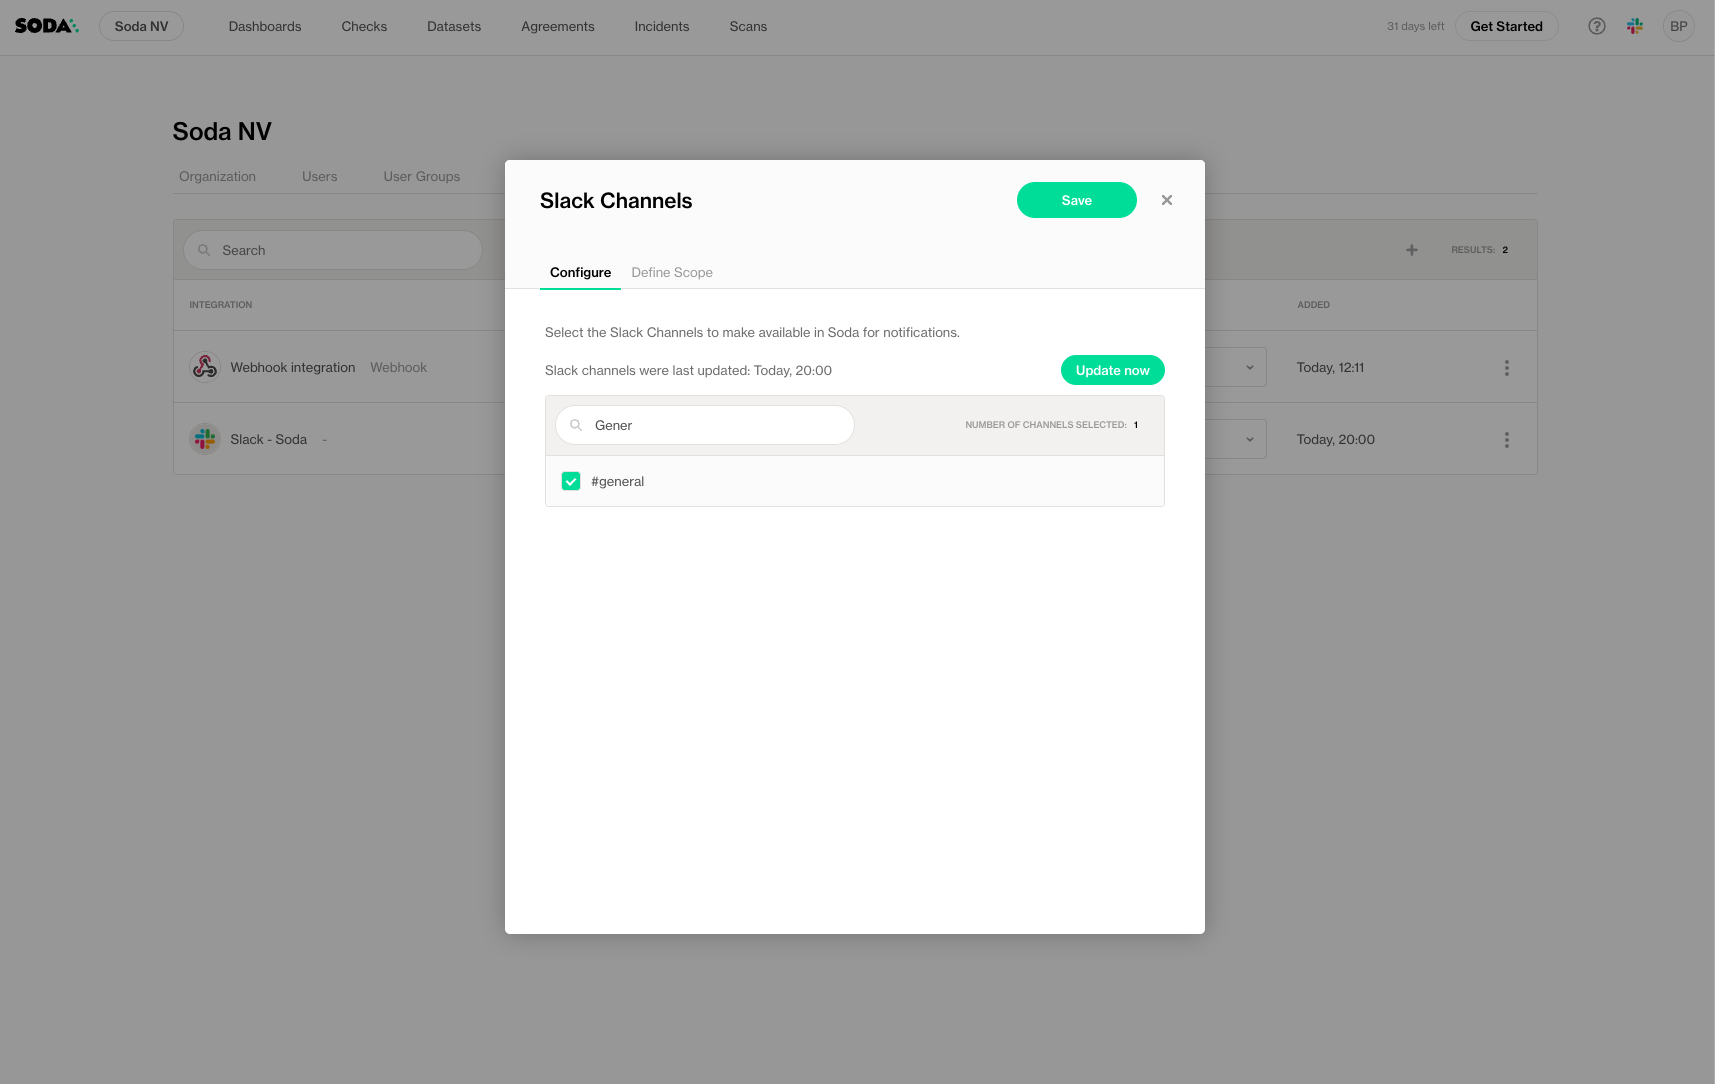 SODA
Soda NV
Dashboards
Checks
Datasets
Agreements
Incidents
Scans
31 days left
Get Started
BP
Soda NV
Organization
Users
User Groups
Search
RESULTS: 2
INTEGRATION
ADDED
Webhook integration
Webhook
Today, 12:11
Slack - Soda
-
Today, 20:00
Slack Channels
Save
Configure
Define Scope
Select the Slack Channels to make available in Soda for notifications.
Slack channels were last updated: Today, 20:00
Update now
Gener
NUMBER OF CHANNELS SELECTED: 1
#general